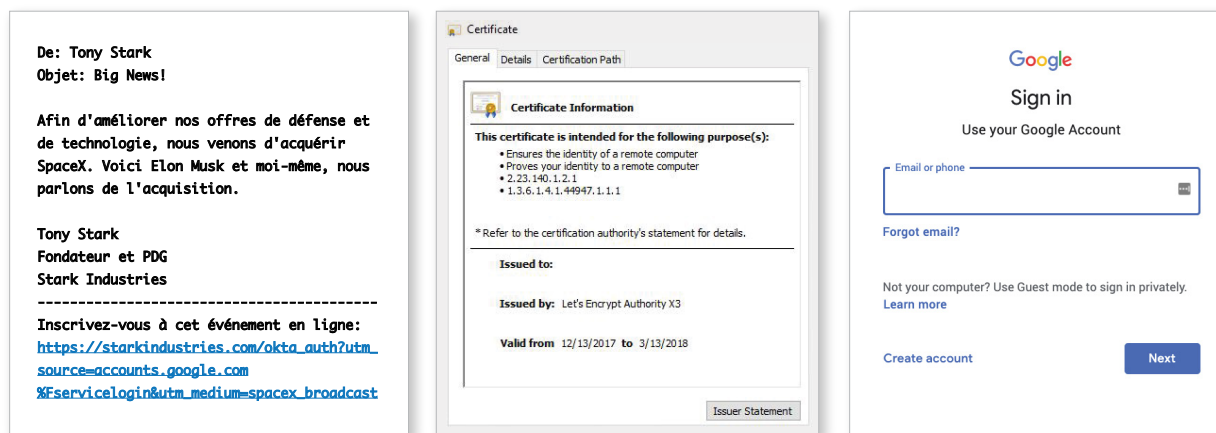 De: Tony Stark
Objet: Big News!
Afin d'améliorer nos offres de défense et
de technologie, nous venons d'acquérir
SpaceX. Voici Elon Musk et moi-même, nous
parlons de l'acquisition.
Tony Stark
Fondateur et PDG
Stark Industries
------------------------------------------
Inscrivez-vous à cet événement en ligne:
https://starkindustries.com/okta_auth?utm_
source=accounts.google.com
%Fservicelogin&utm_medium=spacex_broadcast
Certificate
General Details Certification Path
Certificate Information
This certificate is intended for the following purpose(s):
• Ensures the identity of a remote computer
• Proves your identity to a remote computer
• 2.23.140.1.2.1
• 1.3.6.1.4.1.44947.1.1.1
* Refer to the certification authority's statement for details.
Issued to:
Issued by: Let's Encrypt Authority X3
Valid from 12/13/2017 to 3/13/2018
Issuer Statement
Google
Sign in
Use your Google Account
Email or phone
Forgot email?
Not your computer? Use Guest mode to sign in privately.
Learn more
Create account
Next